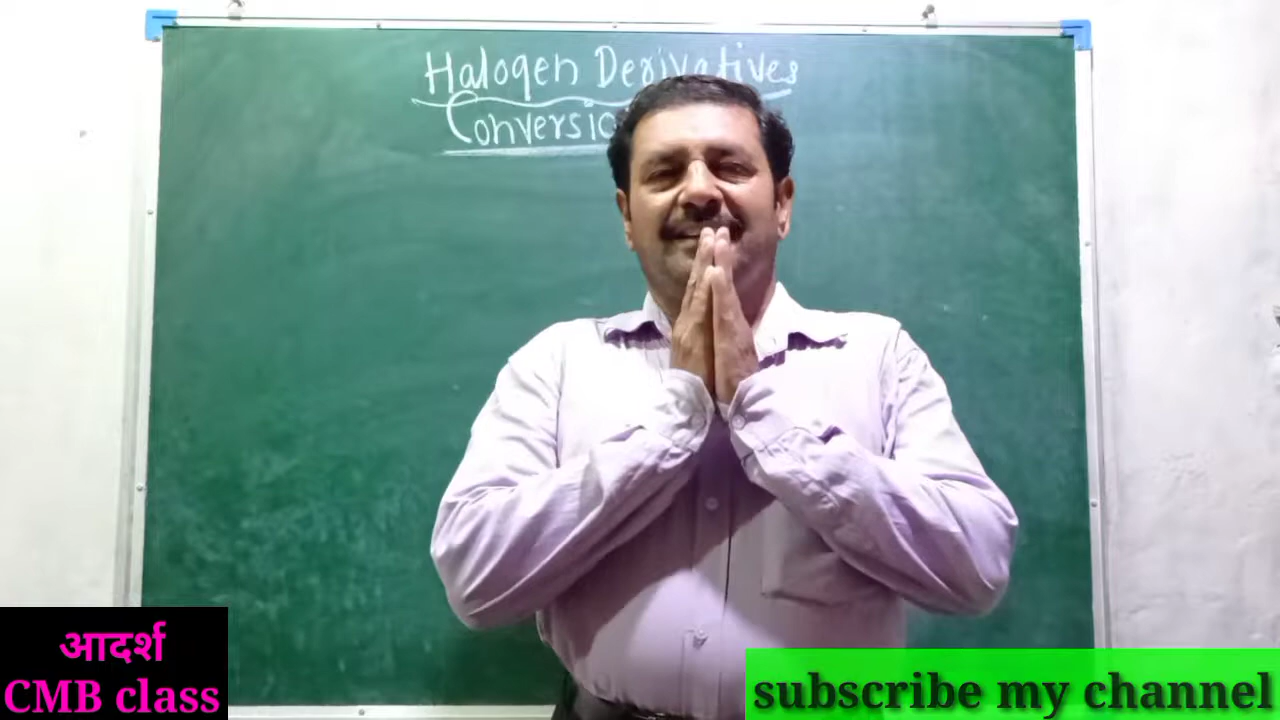 Halogen Derivatives
आदर्श
CMB class
subscribe my channel